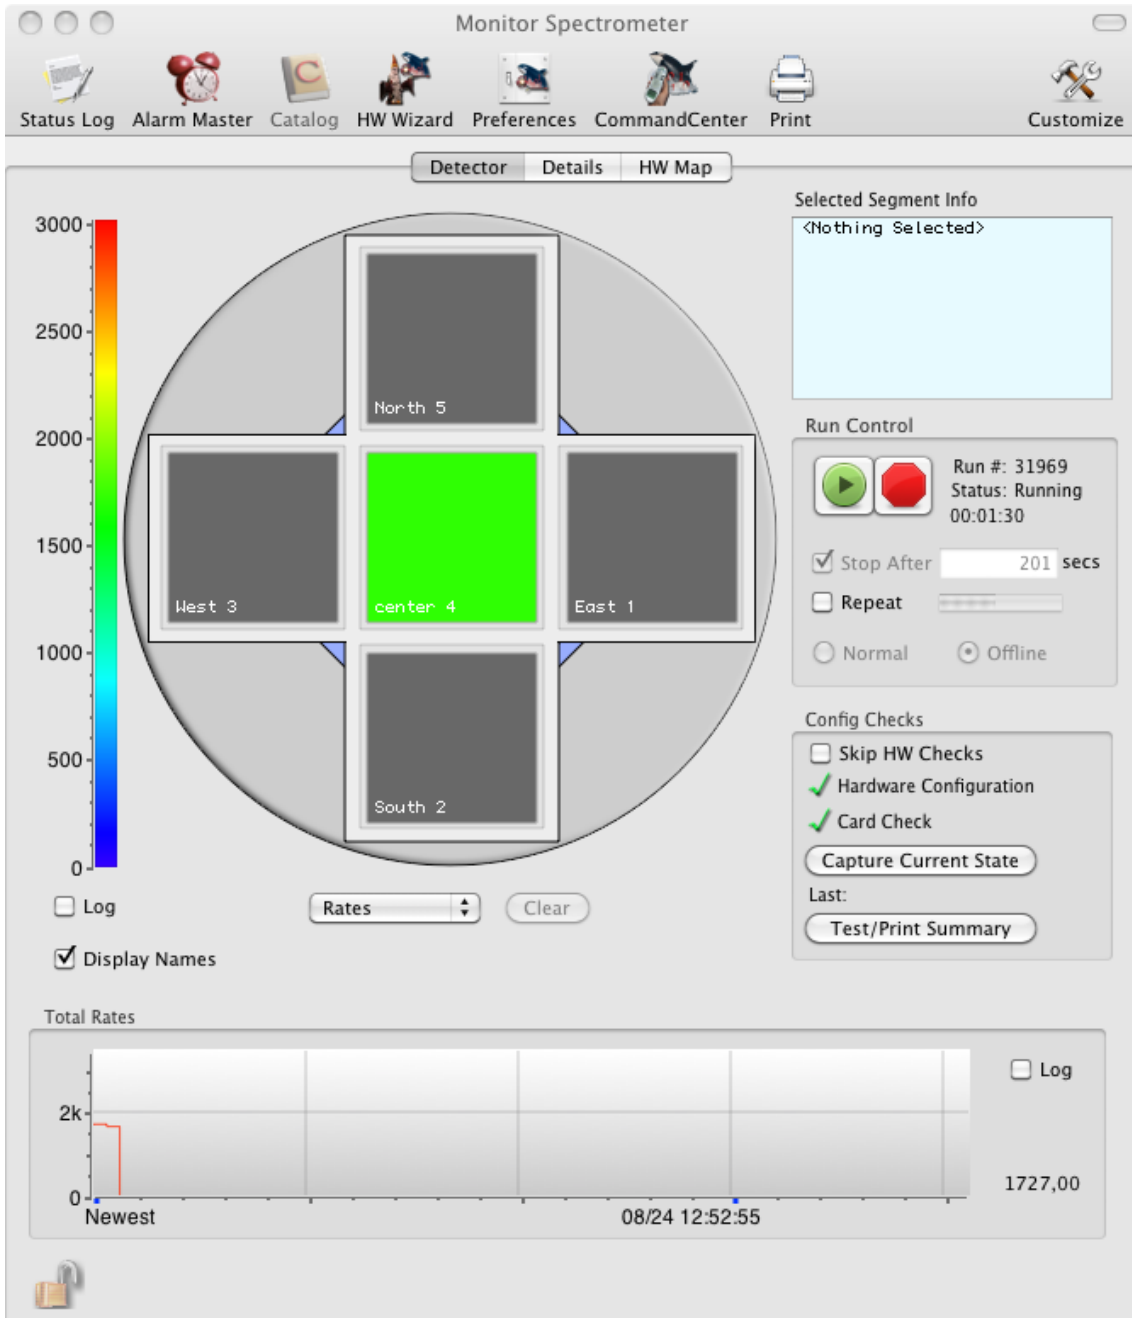 Monitor Spectrometer
Status Log Alarm Master Catalog HW Wizard Preferences CommandCenter Print Customize
Detector Details HW Map
3000
2500
2000
1500
1000
500
0
North 5
West 3
center 4
East 1
South 2
Log
Rates
Clear
Display Names
Selected Segment Info
<Nothing Selected>
Run Control
Run #: 31969
Status: Running
00:01:30
Stop After 201 secs
Repeat
Normal Offline
Config Checks
Skip HW Checks
Hardware Configuration
Card Check
Capture Current State
Last:
Test/Print Summary
Total Rates
2k
0
Newest 08/24 12:52:55
Log
1727,00